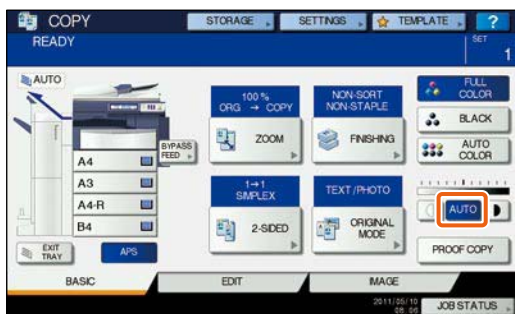 COPY
STORAGE
SETTINGS
TEMPLATE
?
READY
SET
1
AUTO
100 %
ORG → COPY
ZOOM
NON-SORT
NON-STAPLE
FINISHING
FULL
COLOR
BLACK
AUTO
COLOR
BYPASS
FEED
A4
A3
A4-R
B4
1→1
SIMPLEX
2-SIDED
TEXT/PHOTO
ORIGINAL
MODE
AUTO
EXIT
TRAY
APS
PROOF COPY
BASIC
EDIT
IMAGE
2011/05/10
08:06
JOB STATUS